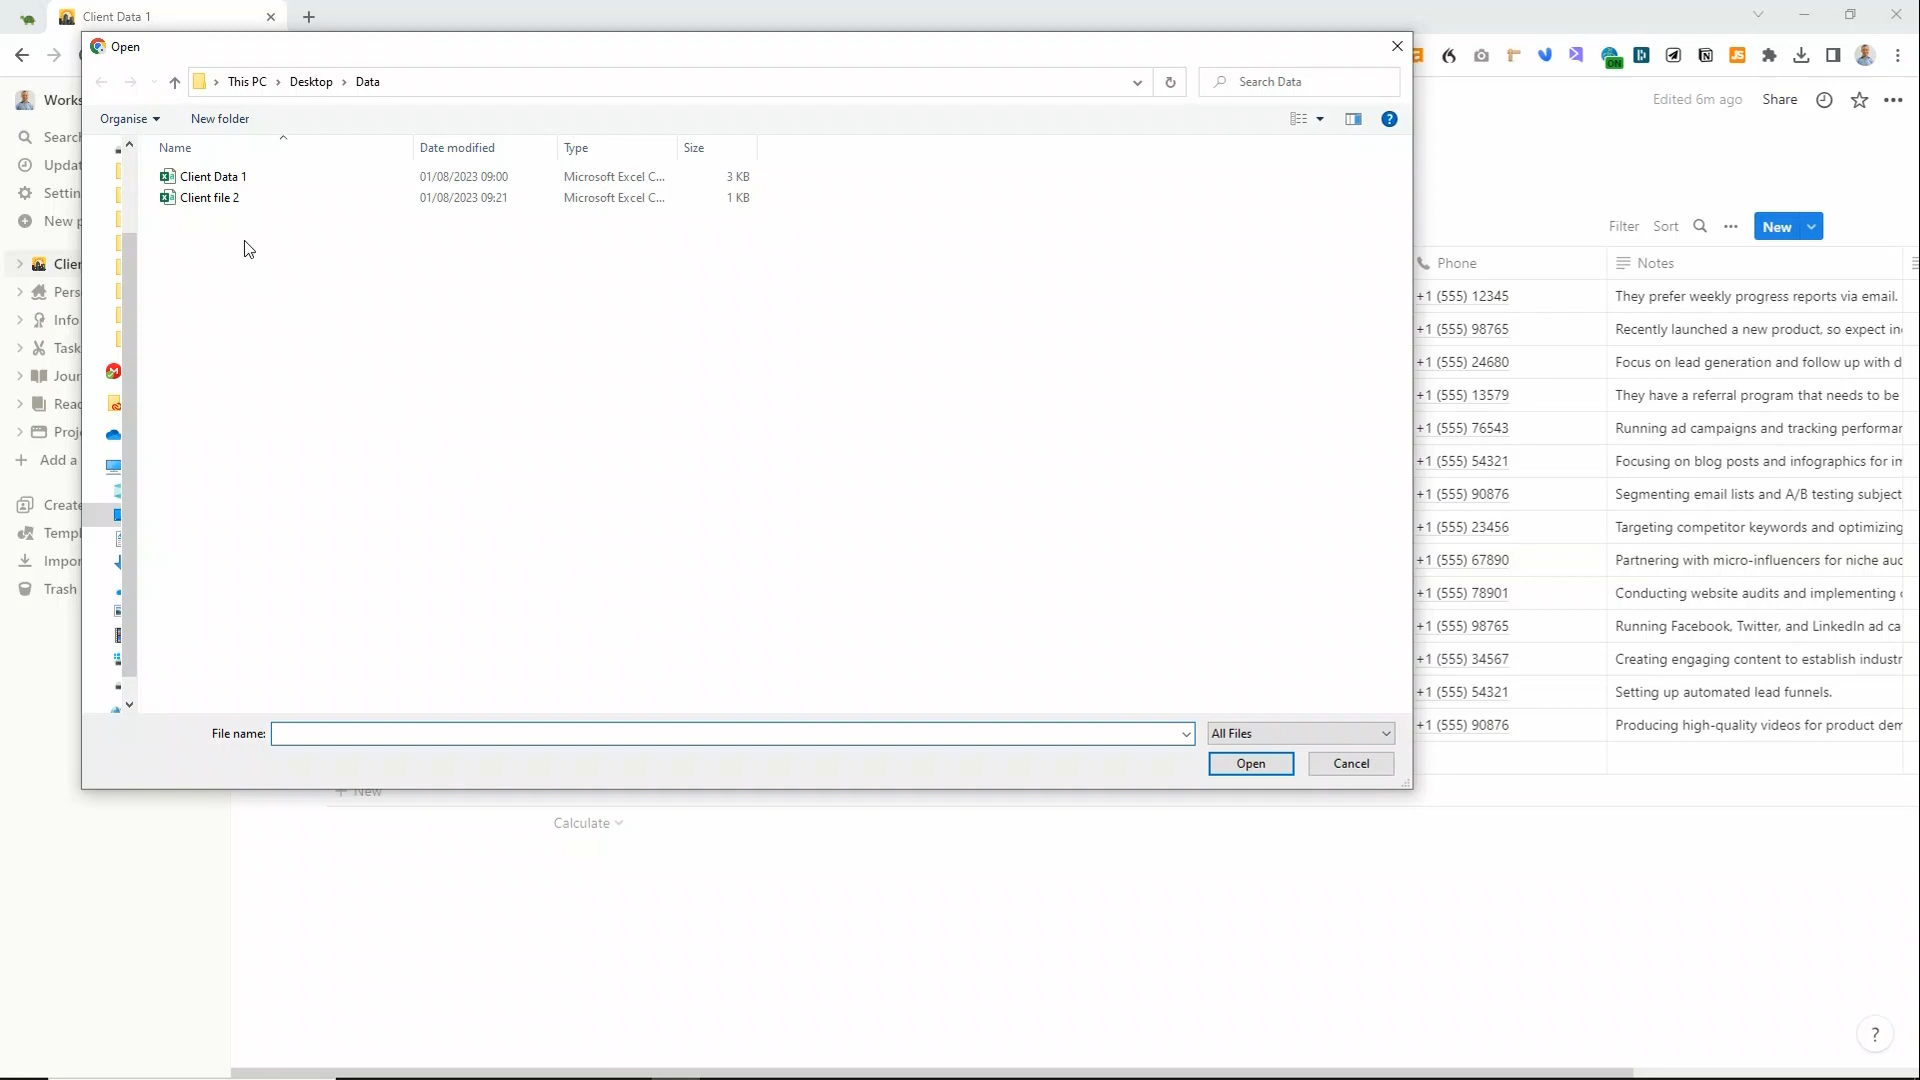 Client Data 1
Open
This PC
Desktop
Data
Search Data
Organise
New folder
Name
Date modified
Type
Size
Client Data 1
01/08/2023 09:00
Microsoft Excel C...
3 KB
Client file 2
01/08/2023 09:21
Microsoft Excel C...
1 KB
File name:
All Files
Open
Cancel
ON
JS
Works
Edited 6m ago
Share
Searc
Updat
Settin
New p
Clier
Pers
Info
Task
Jour
Read
Proje
Add a
Create
Templ
Impor
Trash
Filter
Sort
New
Phone
Notes
+1 (555) 12345
They prefer weekly progress reports via email.
+1 (555) 98765
Recently launched a new product, so expect in
+1 (555) 24680
Focus on lead generation and follow up with d
+1 (555) 13579
They have a referral program that needs to be
+1 (555) 76543
Running ad campaigns and tracking performar
+1 (555) 54321
Focusing on blog posts and infographics for in
+1 (555) 90876
Segmenting email lists and A/B testing subject
+1 (555) 23456
Targeting competitor keywords and optimizing
+1 (555) 67890
Partnering with micro-influencers for niche auc
+1 (555) 78901
Conducting website audits and implementing
+1 (555) 98765
Running Facebook, Twitter, and LinkedIn ad ca
+1 (555) 34567
Creating engaging content to establish industr
+1 (555) 54321
Setting up automated lead funnels.
+1 (555) 90876
Producing high-quality videos for product dem
New
Calculate
?